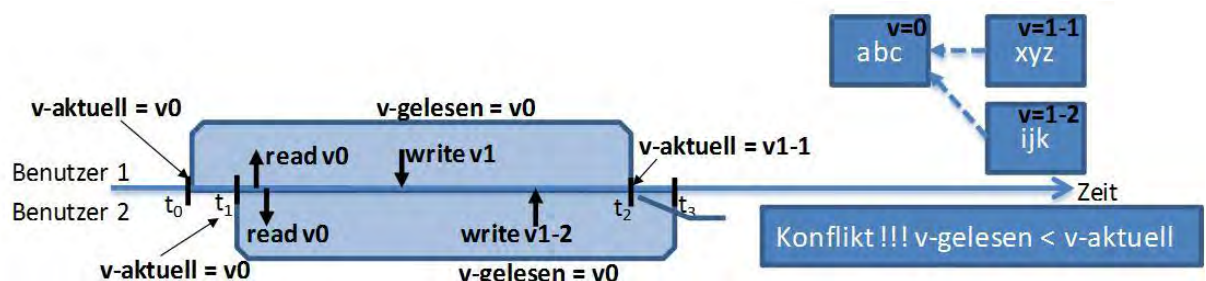 v=0
abc
v=1-1
xyz
v=1-2
ijk
v-aktuell = v0
v-gelesen = v0
read v0
write v1
v-aktuell = v1-1
Benutzer 1
Benutzer 2
t0
t1
t2
t3
Zeit
read v0
write v1-2
v-aktuell = v0
v-gelesen = v0
Konflikt !!! v-gelesen < v-aktuell